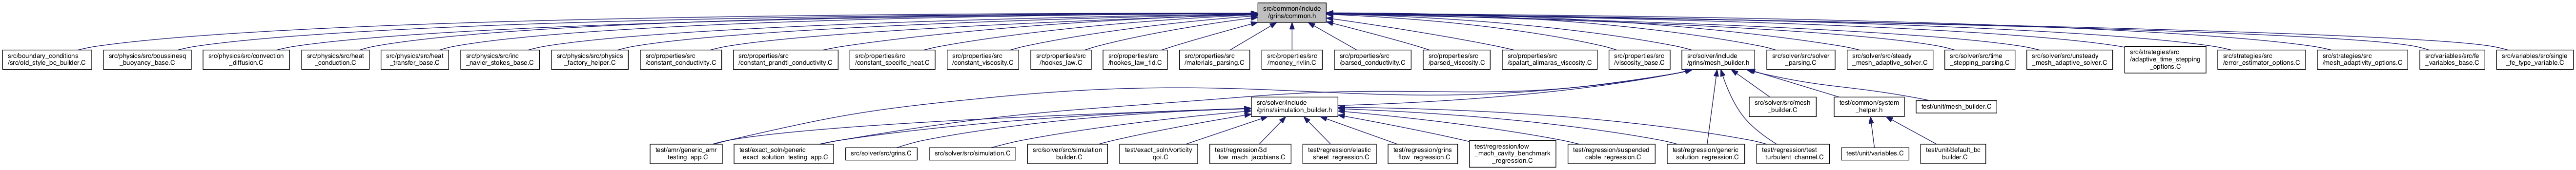 src/common/include
/grins/common.h
src/boundary_conditions
/src/old_style_bc_builder.C
src/physics/src/boussinesq
_buoyancy_base.C
src/physics/src/convection
_diffusion.C
src/physics/src/heat
_conduction.C
src/physics/src/heat
_transfer_base.C
src/physics/src/inc
_navier_stokes_base.C
src/physics/src/physics
_factory_helper.C
src/properties/src
/constant_conductivity.C
src/properties/src
/constant_prandtl_conductivity.C
src/properties/src
/constant_specific_heat.C
src/properties/src
/constant_viscosity.C
src/properties/src
/hookes_law.C
src/properties/src
/hookes_law_1d.C
src/properties/src
/materials_parsing.C
src/properties/src
/mooney_rivlin.C
src/properties/src
/parsed_conductivity.C
src/properties/src
/parsed_viscosity.C
src/properties/src
/spalart_allmaras_viscosity.C
src/properties/src
/viscosity_base.C
src/solver/include
/grins/mesh_builder.h
src/solver/src/solver
_parsing.C
src/solver/src/steady
_mesh_adaptive_solver.C
src/solver/src/time
_stepping_parsing.C
src/solver/src/unsteady
_mesh_adaptive_solver.C
src/strategies/src
/adaptive_time_stepping
_options.C
src/strategies/src
/error_estimator_options.C
src/strategies/src
/mesh_adaptivity_options.C
src/variables/src/fe
_variables_base.C
src/variables/src/single
_fe_type_variable.C
src/solver/include
/grins/simulation_builder.h
src/solver/src/mesh
_builder.C
test/common/system
_helper.h
test/unit/mesh_builder.C
test/amr/generic_amr
_testing_app.C
test/exact_soln/generic
_exact_solution_testing_app.C
src/solver/src/grins.C
src/solver/src/simulation.C
src/solver/src/simulation
_builder.C
test/exact_soln/vorticity
_qoi.C
test/regression/3d
_low_mach_jacobians.C
test/regression/elastic
_sheet_regression.C
test/regression/grins
_flow_regression.C
test/regression/low
_mach_cavity_benchmark
_regression.C
test/regression/suspended
_cable_regression.C
test/regression/generic
_solution_regression.C
test/regression/test
_turbulent_channel.C
test/unit/variables.C
test/unit/default_bc
_builder.C